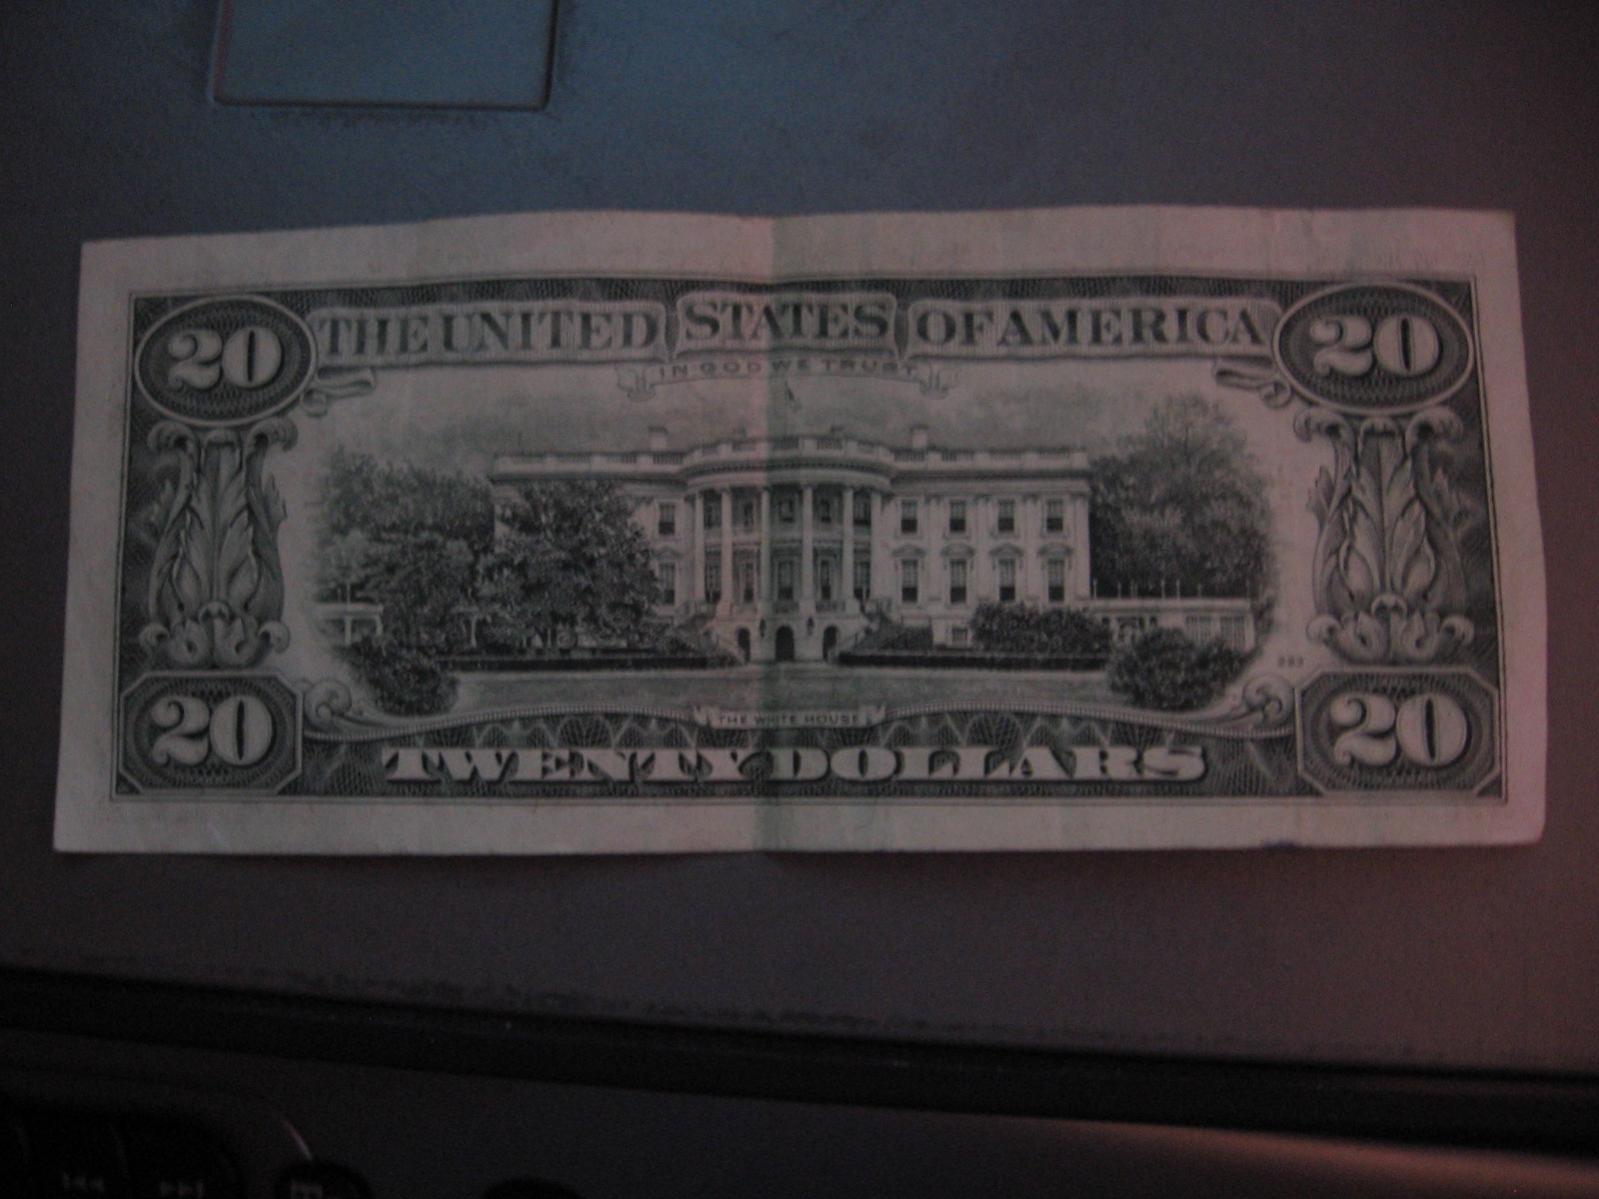 20 THE UNITED STATES OF AMERICA 20
IN GOD WE TRUST
THE WHITE HOUSE
20 TWENTY DOLLARS 20